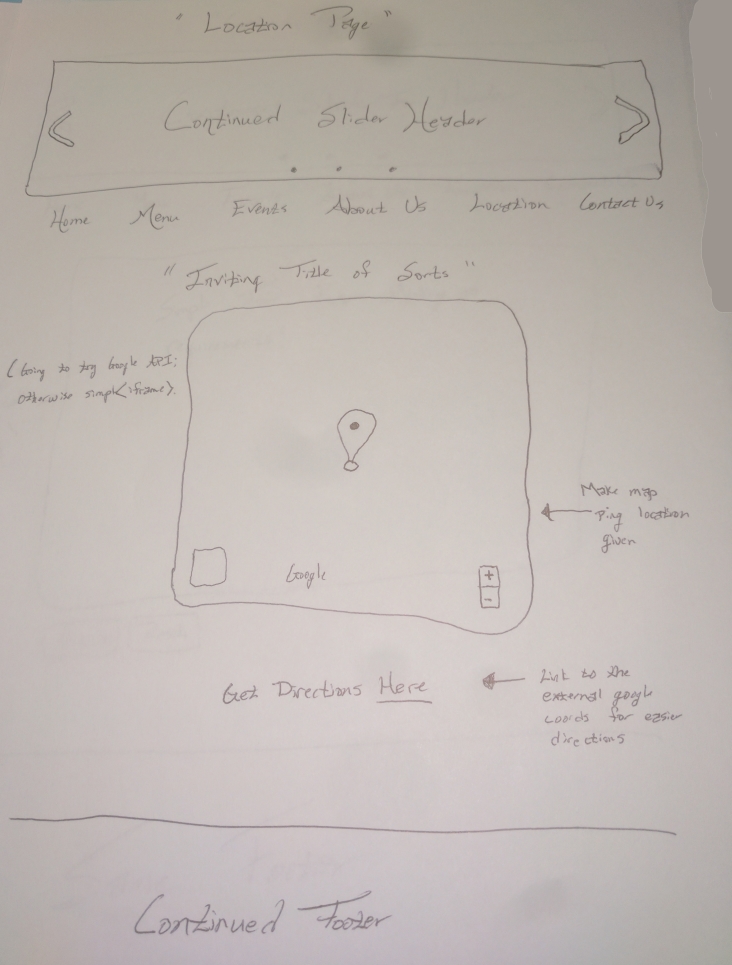 "Location Page"
Continued Slider Header
Home Menu Events About Us Location Contact Us
"Inviting Title of Sorts"
(Going to try Google API;
otherwise simple <iframe>).
Make map
ping location
given
+
Google
-
Get Directions Here
Link to the
external google
coords for easier
directions
Continued Footer